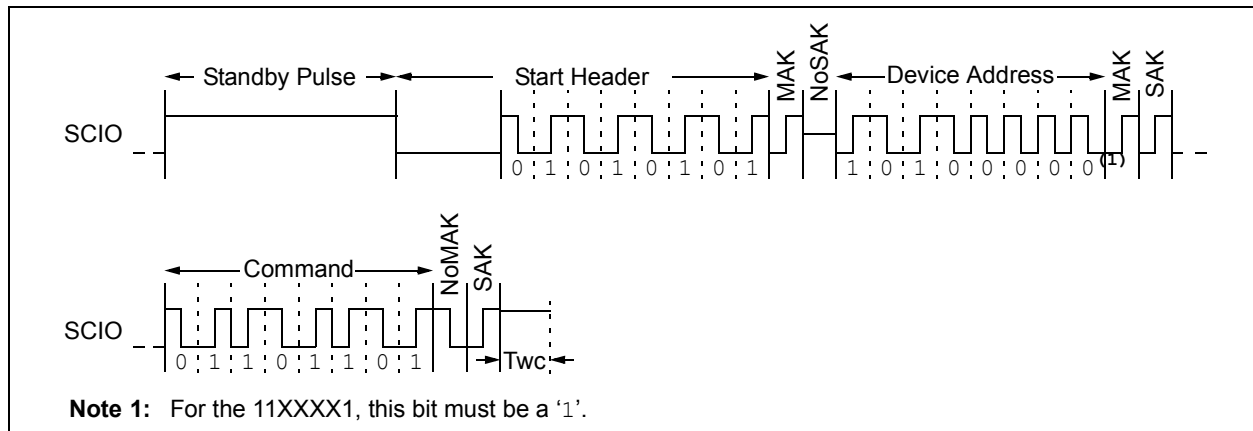 Standby Pulse
Start Header
MAK
NoSAK
Device Address
MAK
SAK
SCIO
0 1 0 1 0 1 0 1
1 0 1 0 0 0 0 0(1)
Command
NoMAK
SAK
SCIO
0 1 1 0 1 1 0 1
Twc
Note 1: For the 11XXXX1, this bit must be a ‘1’.